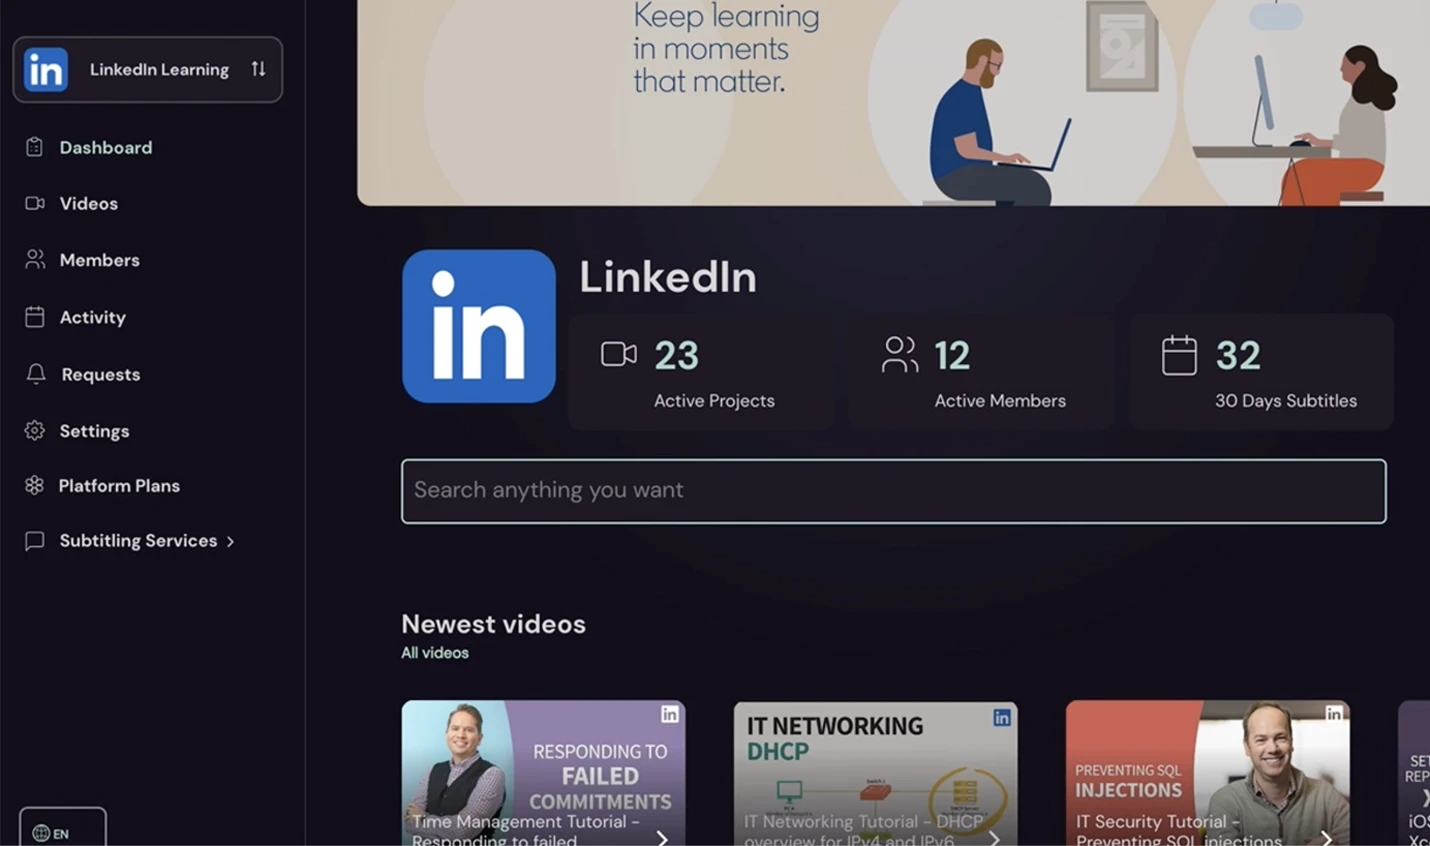 Keep learning
in moments
that matter.
in
LinkedIn Learning
Dashboard
Videos
Members
Activity
Requests
Settings
Platform Plans
Subtitling Services
EN
in
LinkedIn
23
Active Projects
12
Active Members
32
30 Days Subtitles
Search anything you want
Newest videos
All videos
in
RESPONDING TO
FAILED
COMMITMENTS
Time Management Tutorial -
Responding to failed
in
IT NETWORKING
DHCP
Switch 1
IT Networking Tutorial - DHCP
overview for IPv4 and IPv6
in
PREVENTING SQL
INJECTIONS
IT Security Tutorial -
Preventing SQL injections
SET
REP
X
iOS
Xc